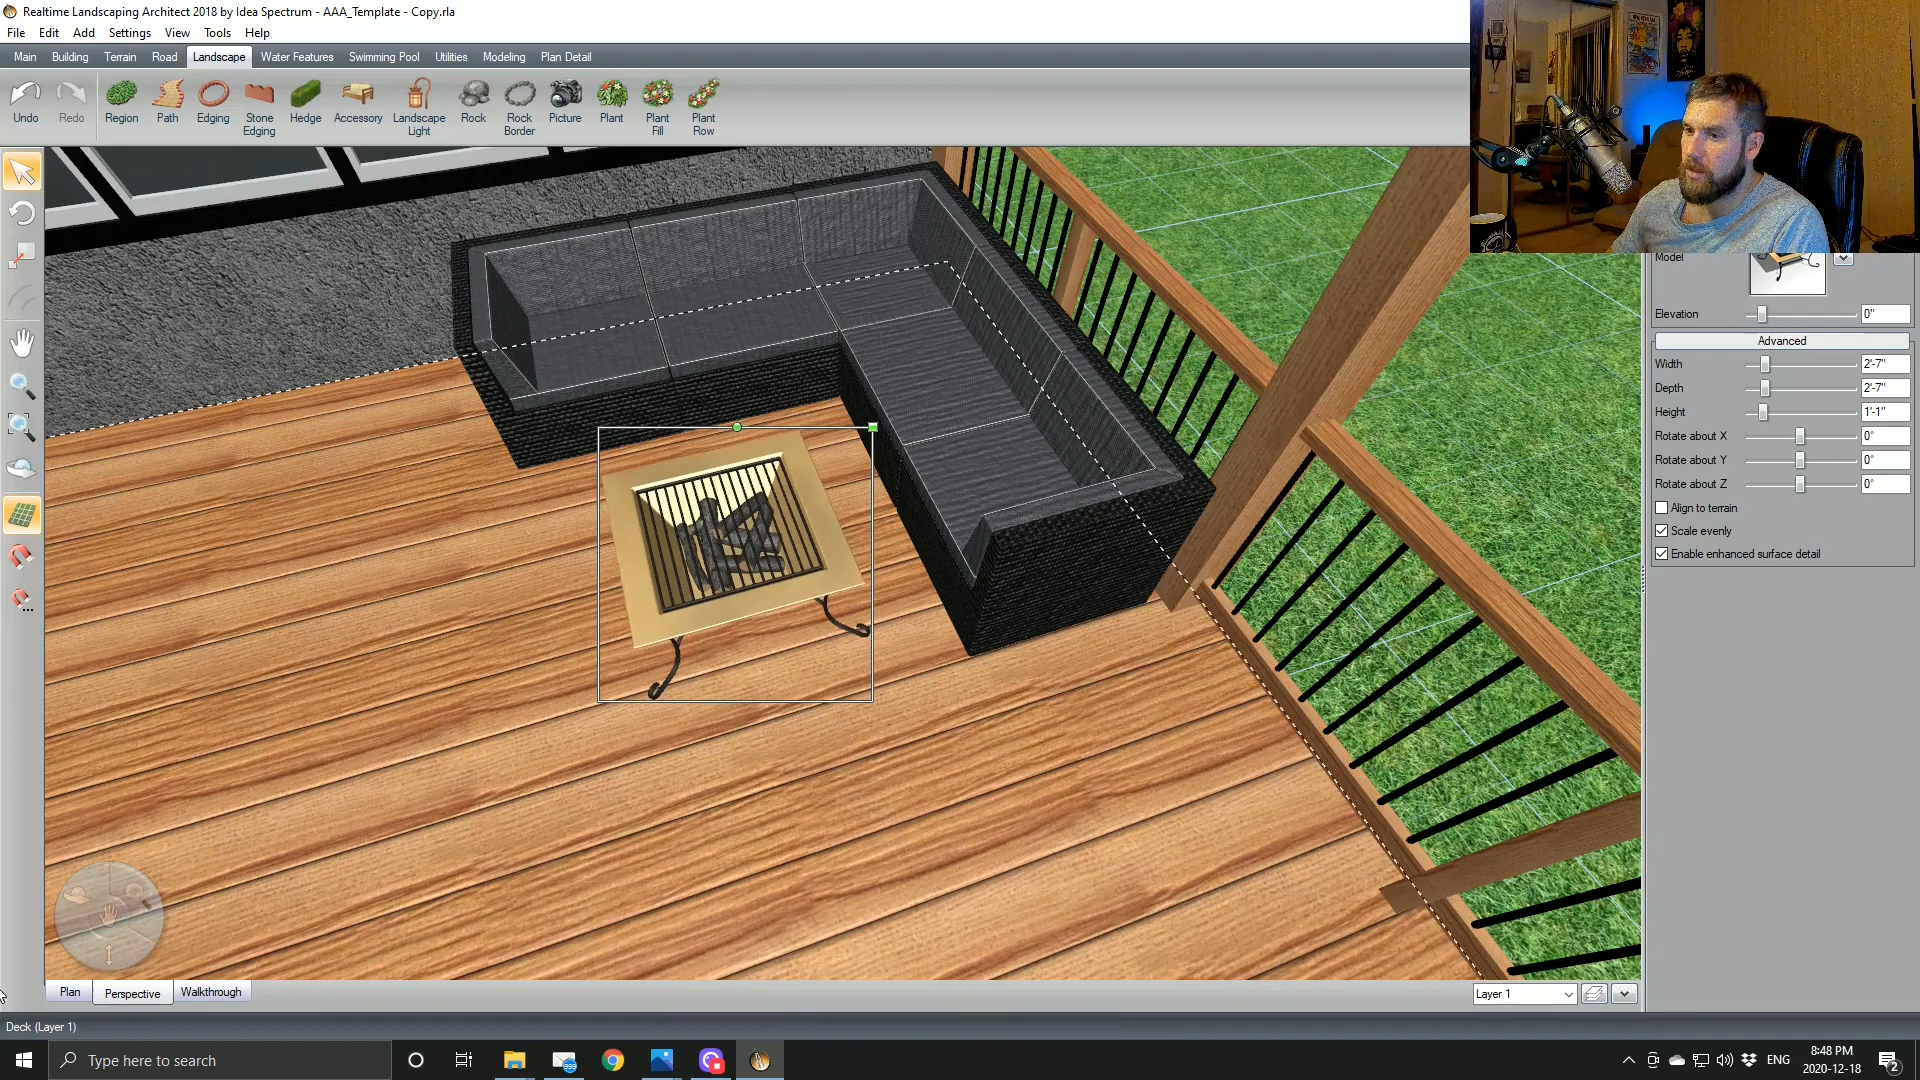 Realtime Landscaping Architect 2018 by Idea Spectrum - AAA_Template - Copy.rla
File Edit Add Settings View Tools Help
Main Building Terrain Road Landscape Water Features Swimming Pool Utilities Modeling Plan Detail
Undo Redo Region Path Edging Stone Edging Hedge Accessory Landscape Light Rock Rock Border Picture Plant Plant Fill Plant Row
Model
Elevation 0"
Advanced
Width 2'-7"
Depth 2'-7"
Height 1'-1"
Rotate about X 0°
Rotate about Y 0°
Rotate about Z 0°
Align to terrain
Scale evenly
Enable enhanced surface detail
Plan Perspective Walkthrough
Layer 1
Deck (Layer 1)
Type here to search
999
ENG
8:48 PM
2020-12-18
2